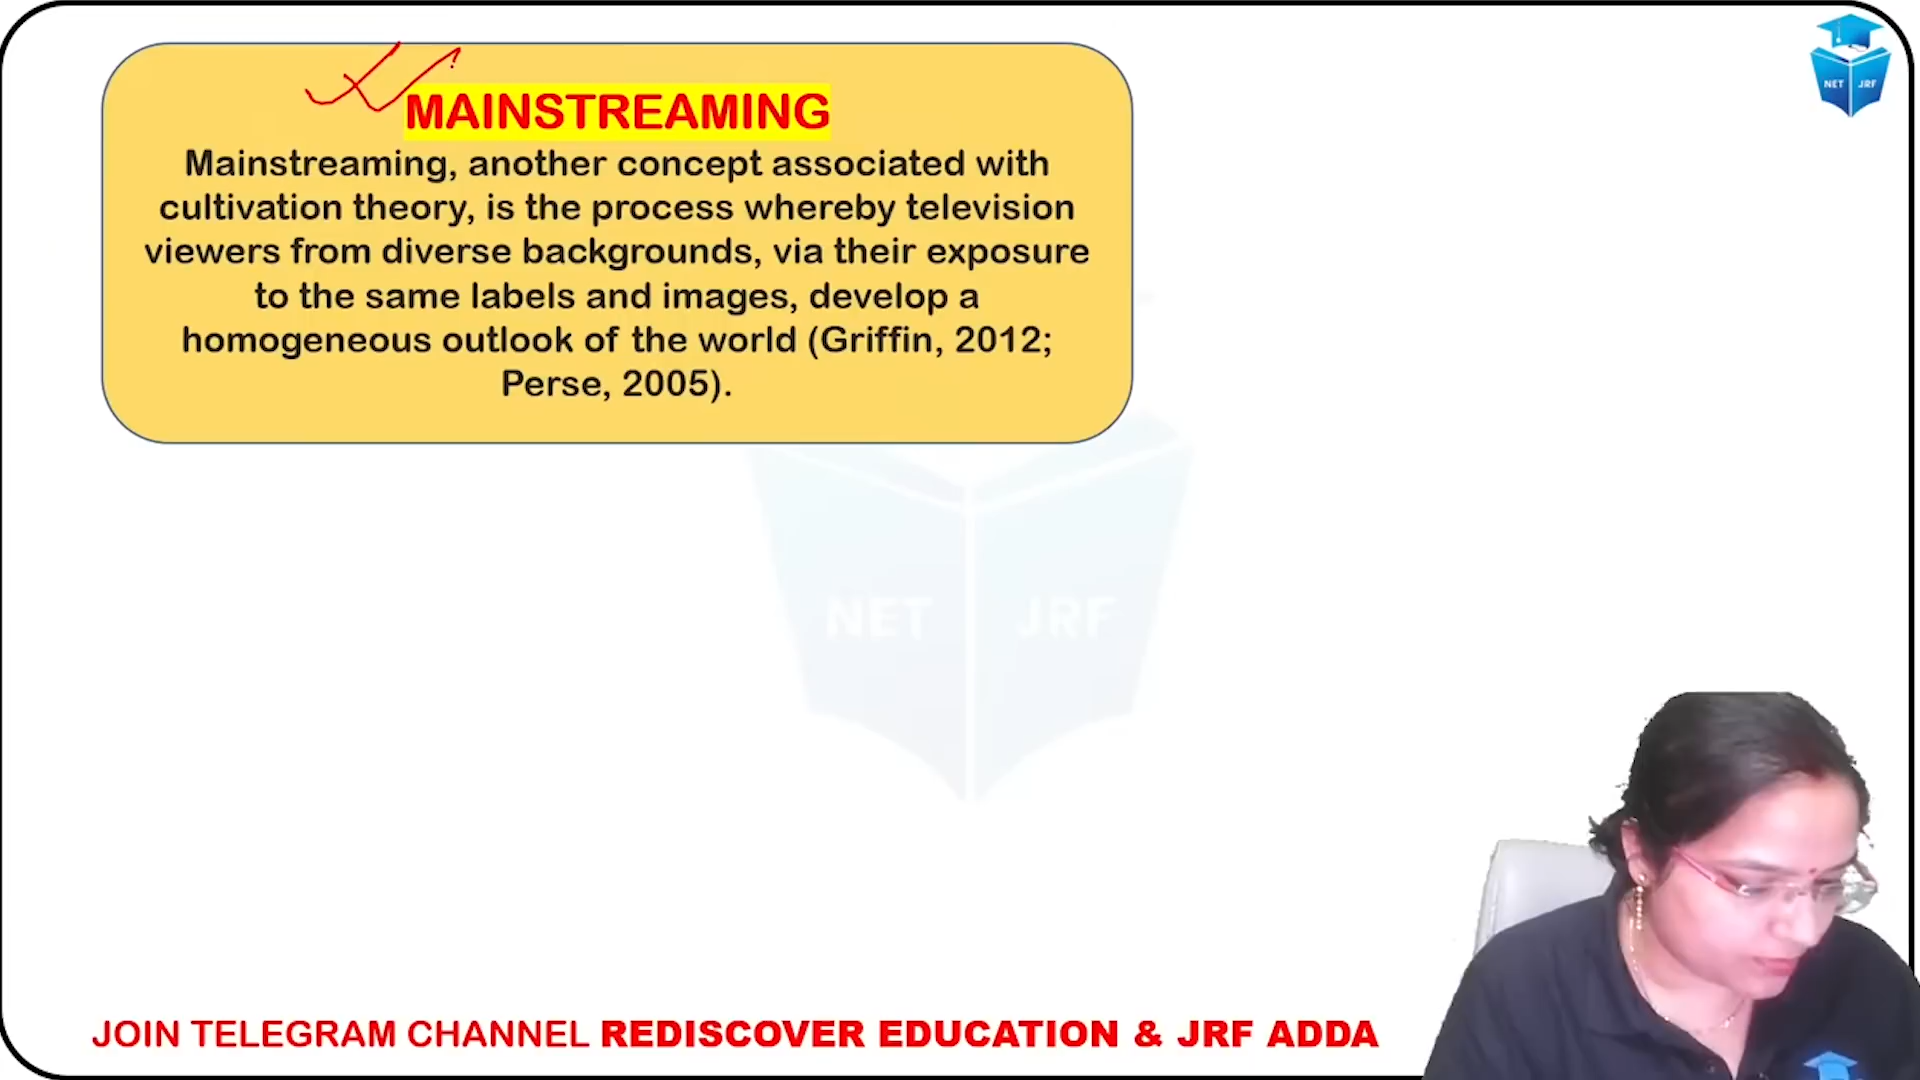 MAINSTREAMING
Mainstreaming, another concept associated with
cultivation theory, is the process whereby television
viewers from diverse backgrounds, via their exposure
to the same labels and images, develop a
homogeneous outlook of the world (Griffin, 2012;
Perse, 2005).
NET JRF
NET JRF
JOIN TELEGRAM CHANNEL REDISCOVER EDUCATION & JRF ADDA